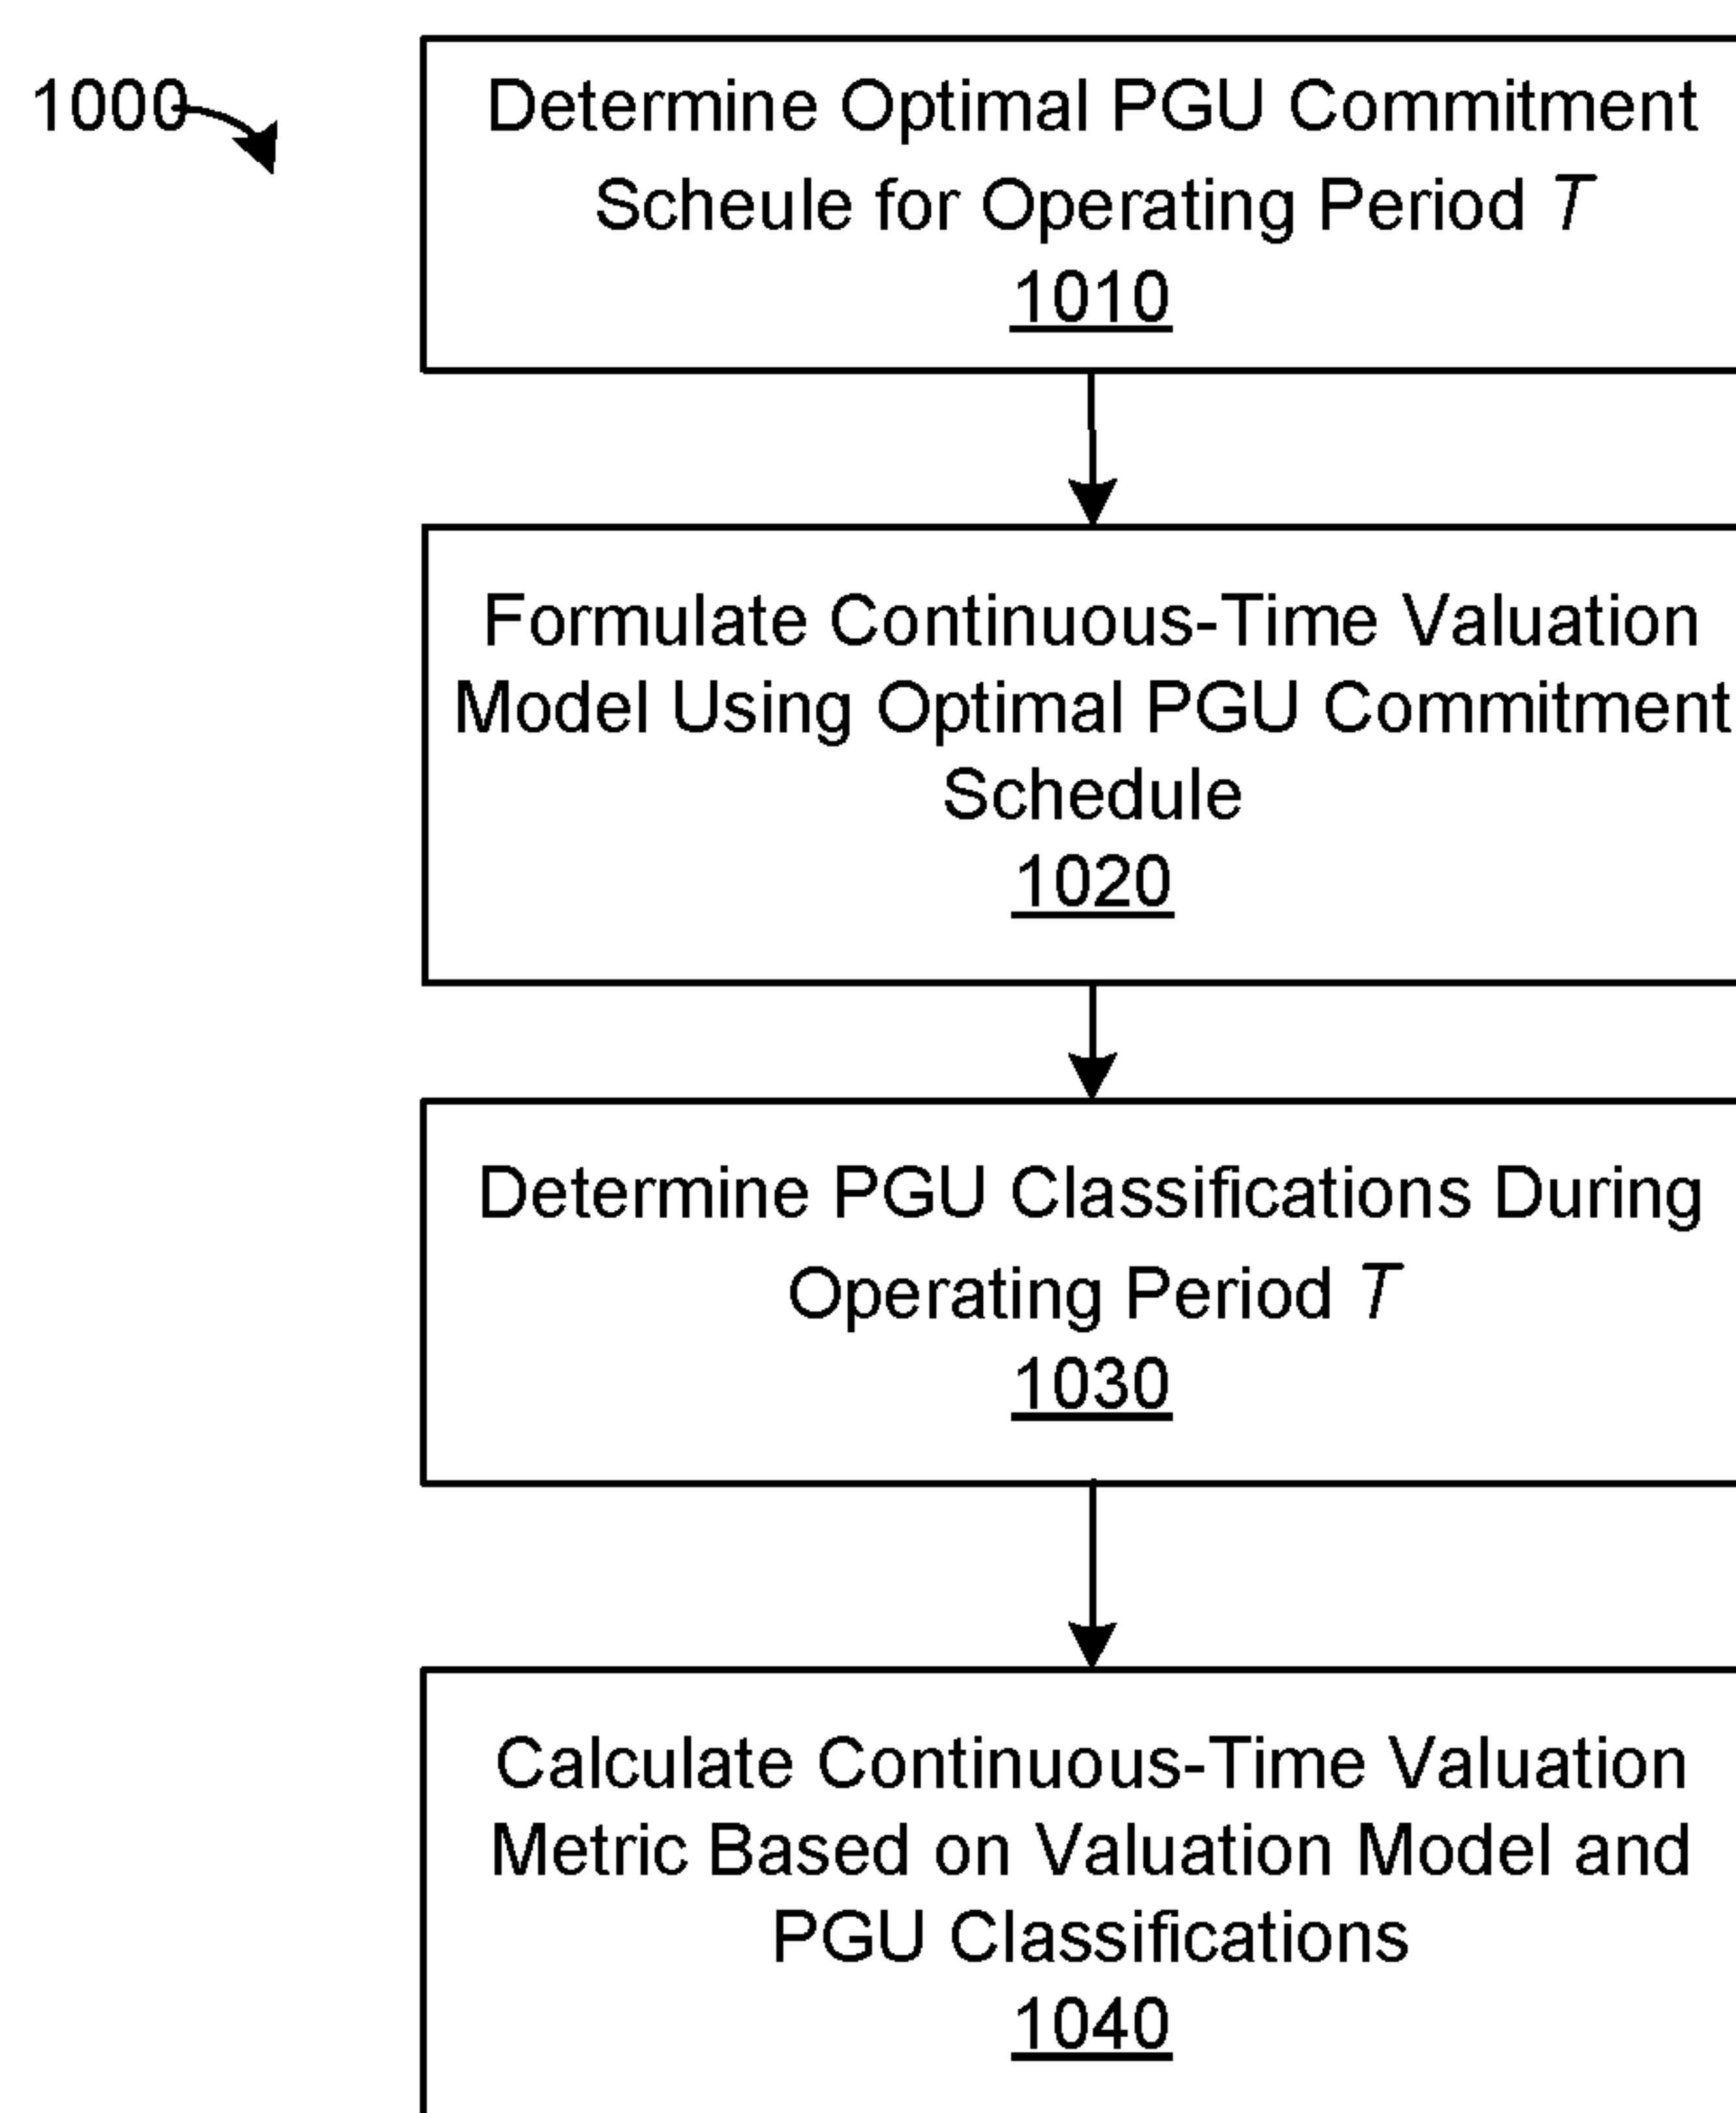 1000
Determine Optimal PGU Commitment
Scheule for Operating Period T
1010
Formulate Continuous-Time Valuation
Model Using Optimal PGU Commitment
Schedule
1020
Determine PGU Classifications During
Operating Period T
1030
Calculate Continuous-Time Valuation
Metric Based on Valuation Model and
PGU Classifications
1040